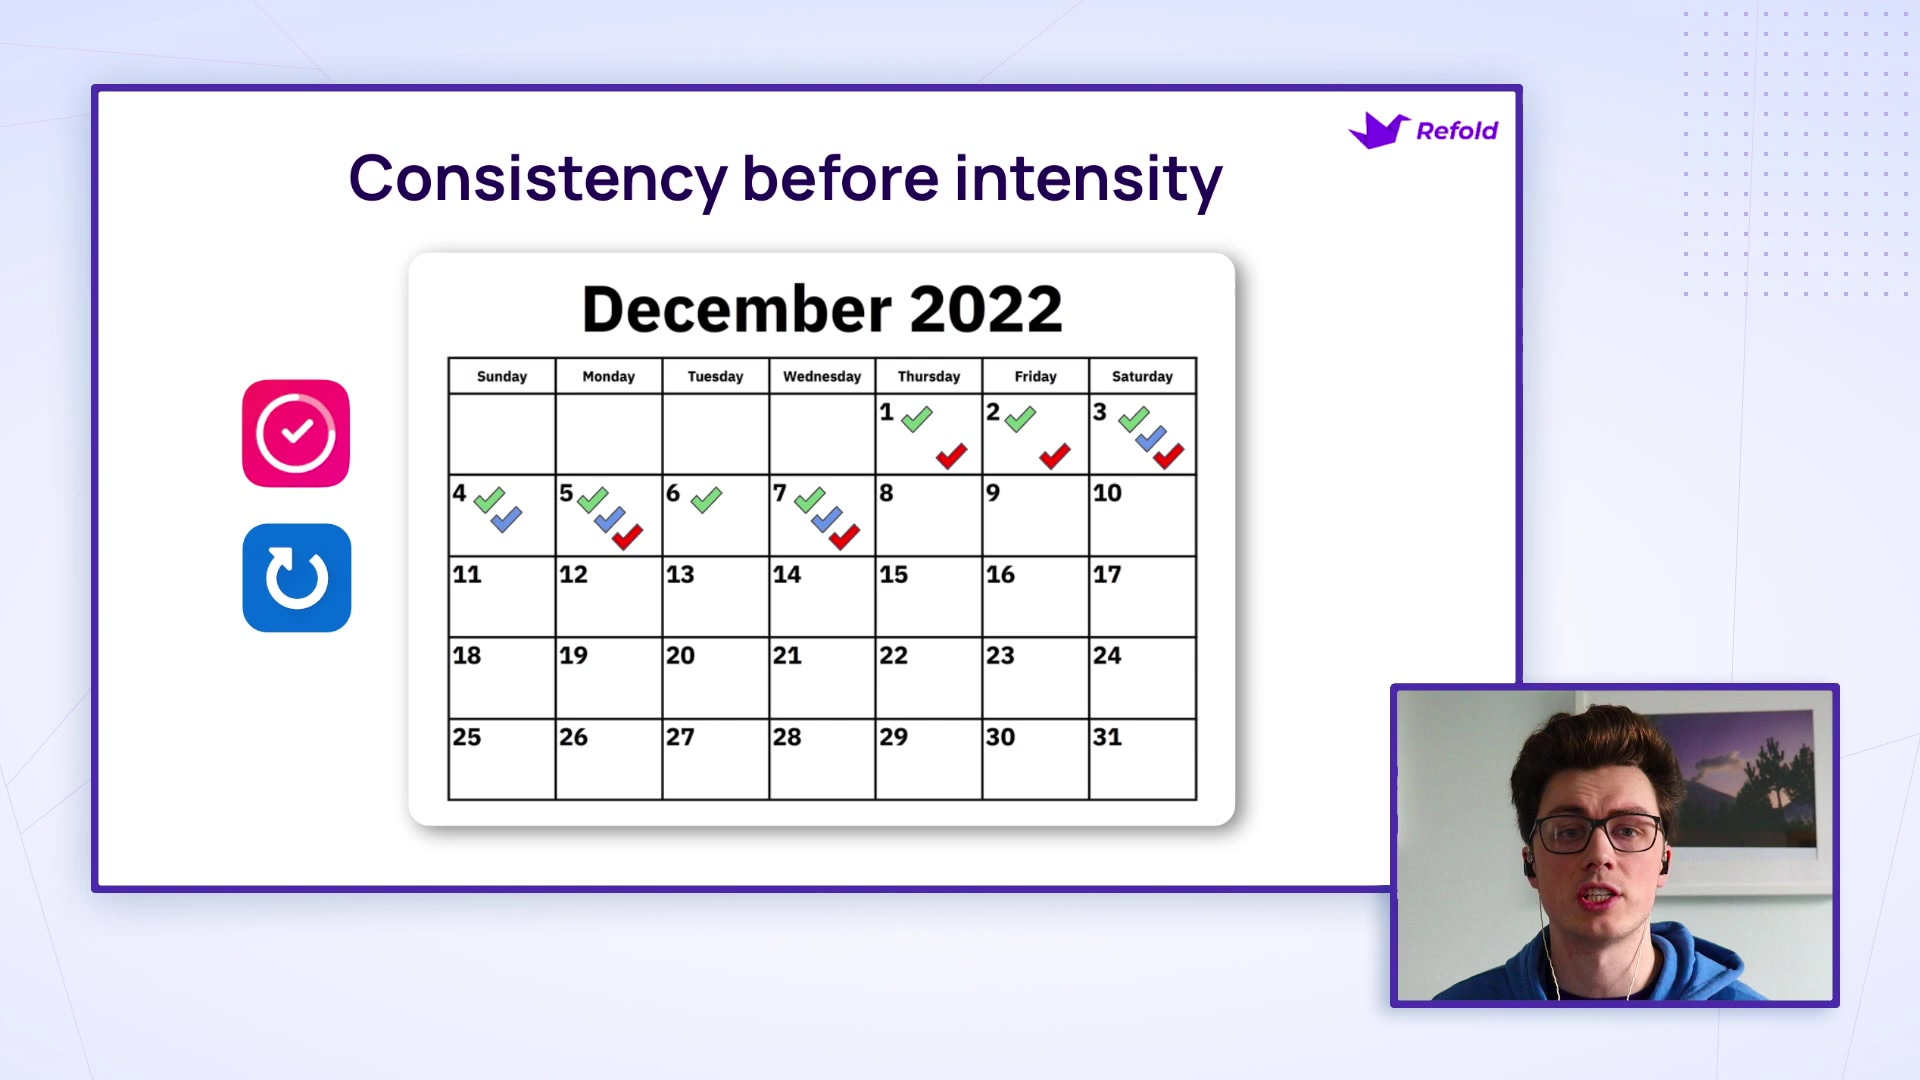 Refold
Consistency before intensity
December 2022
Sunday Monday Tuesday Wednesday Thursday Friday Saturday
1 2 3
4 5 6 7 8 9 10
11 12 13 14 15 16 17
18 19 20 21 22 23 24
25 26 27 28 29 30 31